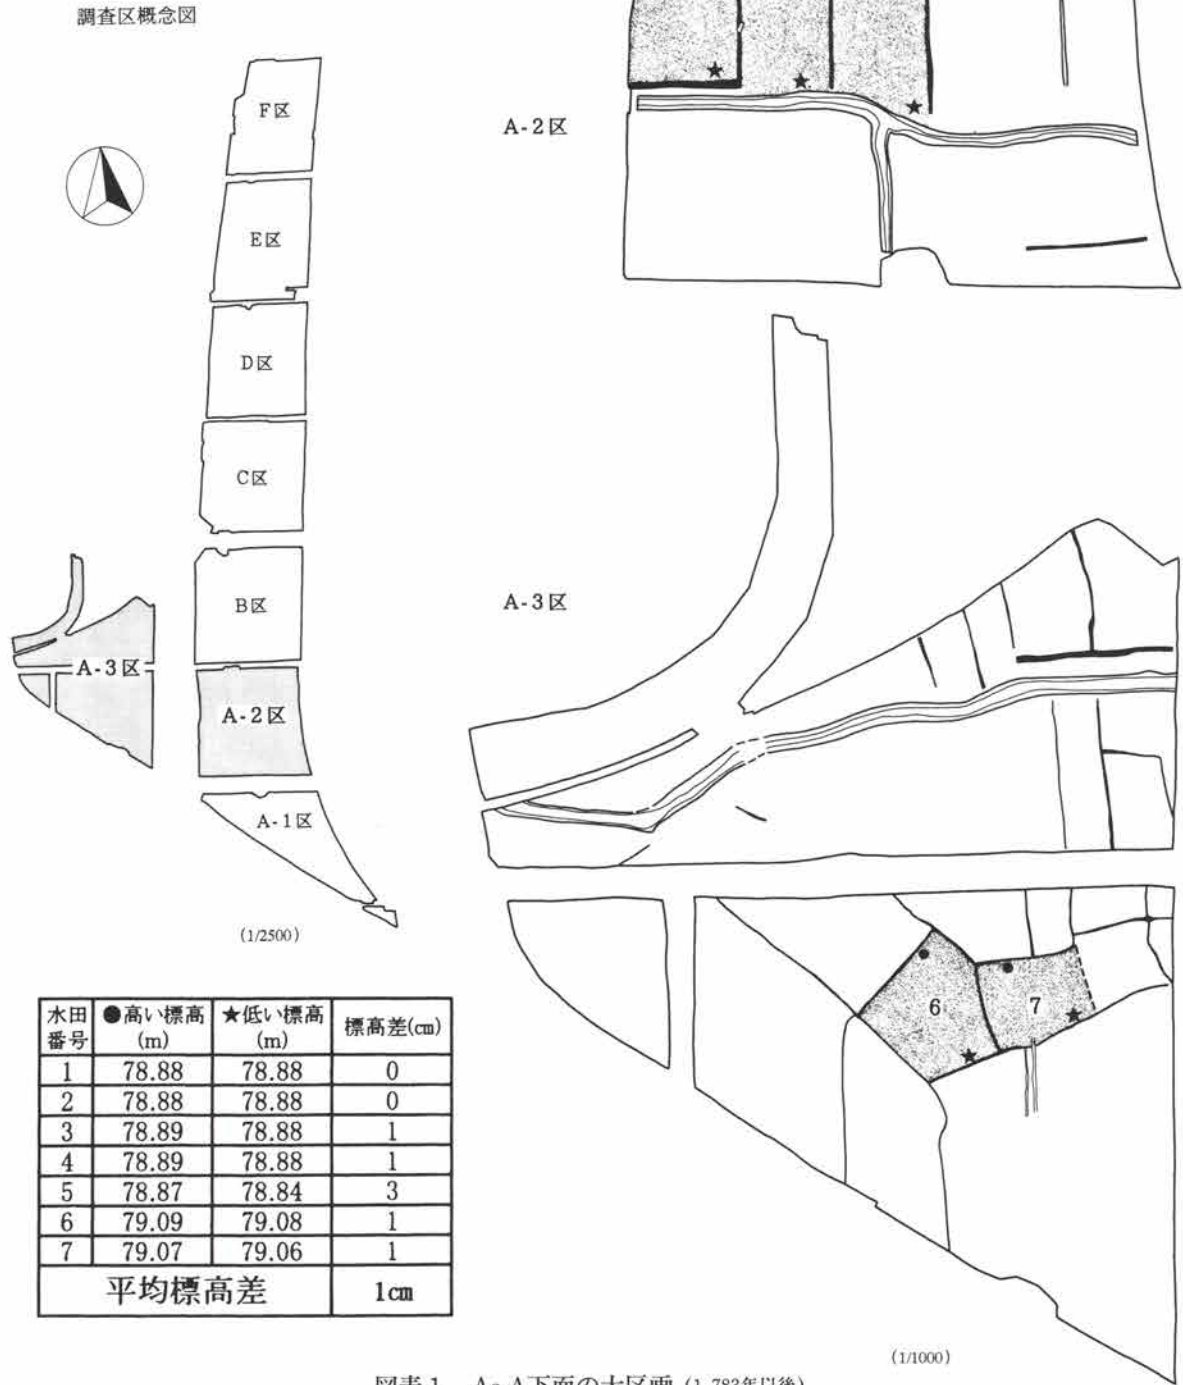 調査区概念図
F区
E区
D区
C区
B区
A-3区
A-2区
A-1区
(1/2500)
A-2区
A-3区
6
7
(1/1000)
水田番号 ●高い標高(m) ★低い標高(m) 標高差(cm)
1 78.88 78.88 0
2 78.88 78.88 0
3 78.89 78.88 1
4 78.89 78.88 1
5 78.87 78.84 3
6 79.09 79.08 1
7 79.07 79.06 1
平均標高差 1cm